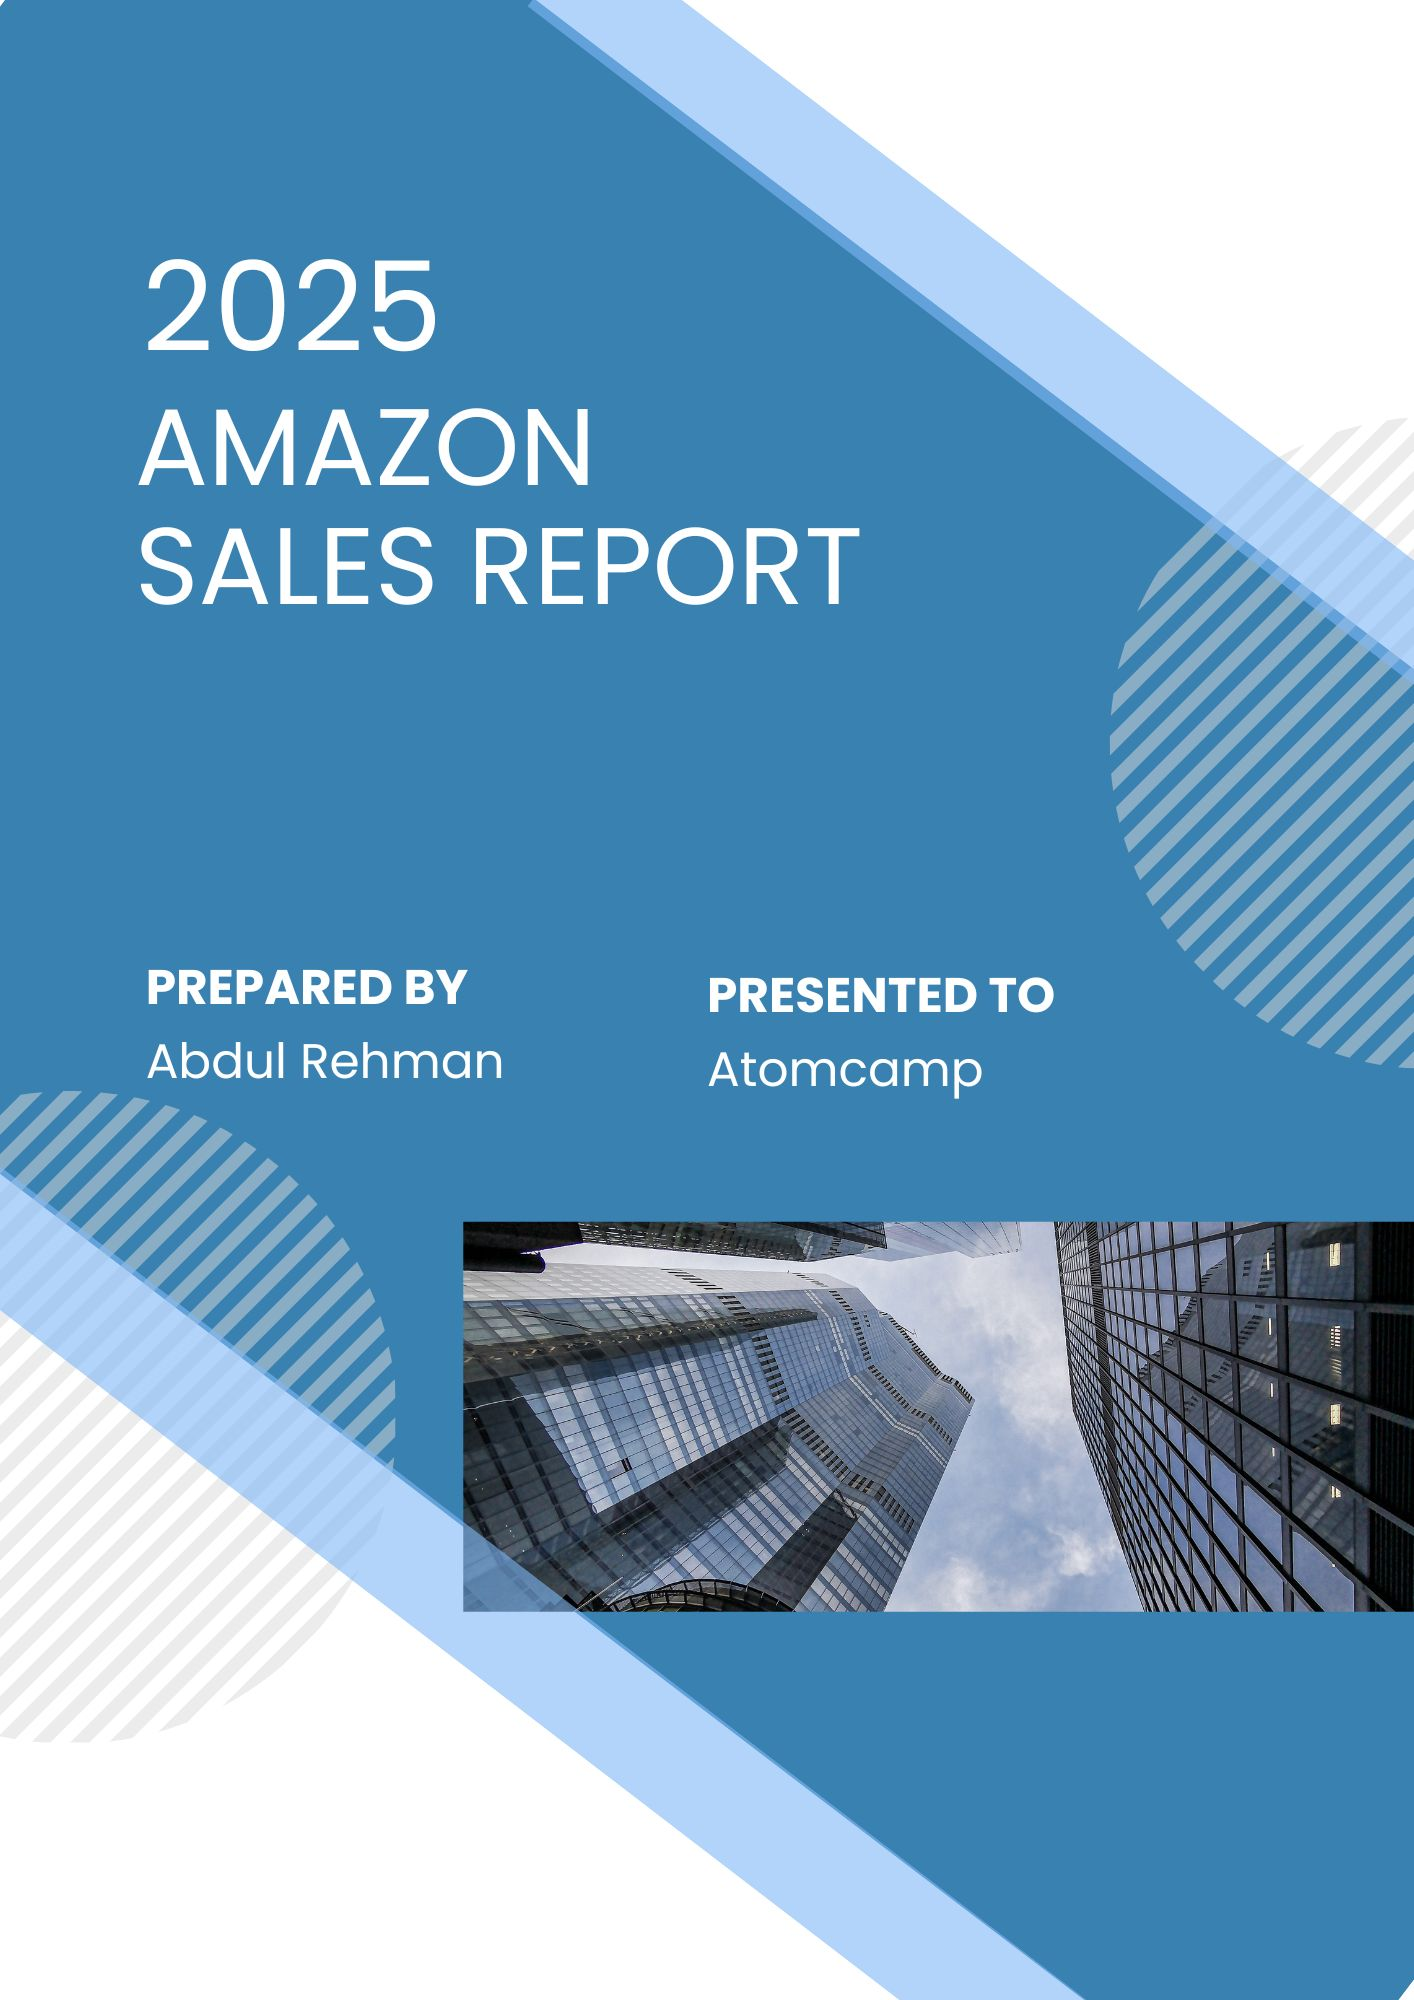 2025
AMAZON
SALES REPORT
PREPARED BY
Abdul Rehman
PRESENTED TO
Atomcamp